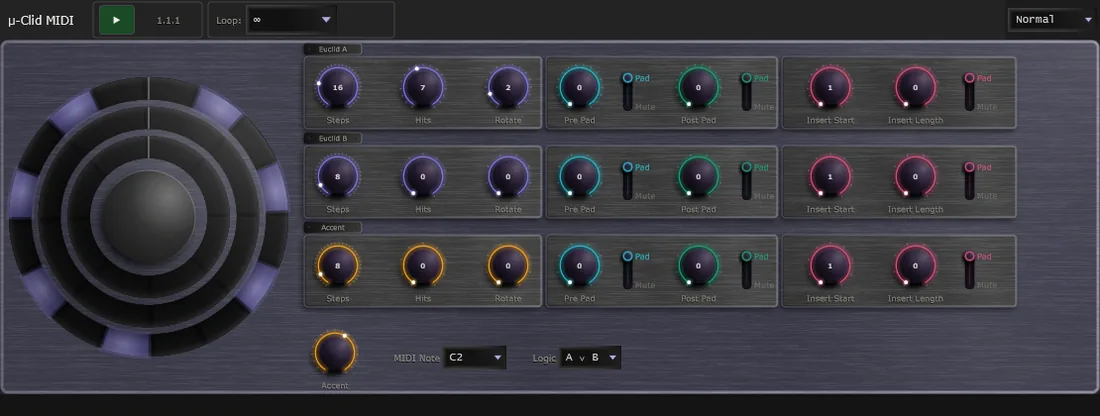 µ-Clid MIDI 1.1.1 Loop: ∞ Normal
Euclid A
16 7 2 0 Pad 0 Pad 1 0 Pad
Mute Mute Mute
Steps Hits Rotate Pre Pad Post Pad Insert Start Insert Length
Euclid B
8 0 0 0 Pad 0 Pad 1 0 Pad
Mute Mute Mute
Steps Hits Rotate Pre Pad Post Pad Insert Start Insert Length
Accent
8 0 0 0 Pad 0 Pad 1 0 Pad
Mute Mute Mute
Steps Hits Rotate Pre Pad Post Pad Insert Start Insert Length
MIDI Note C2 Logic A v B
Accent